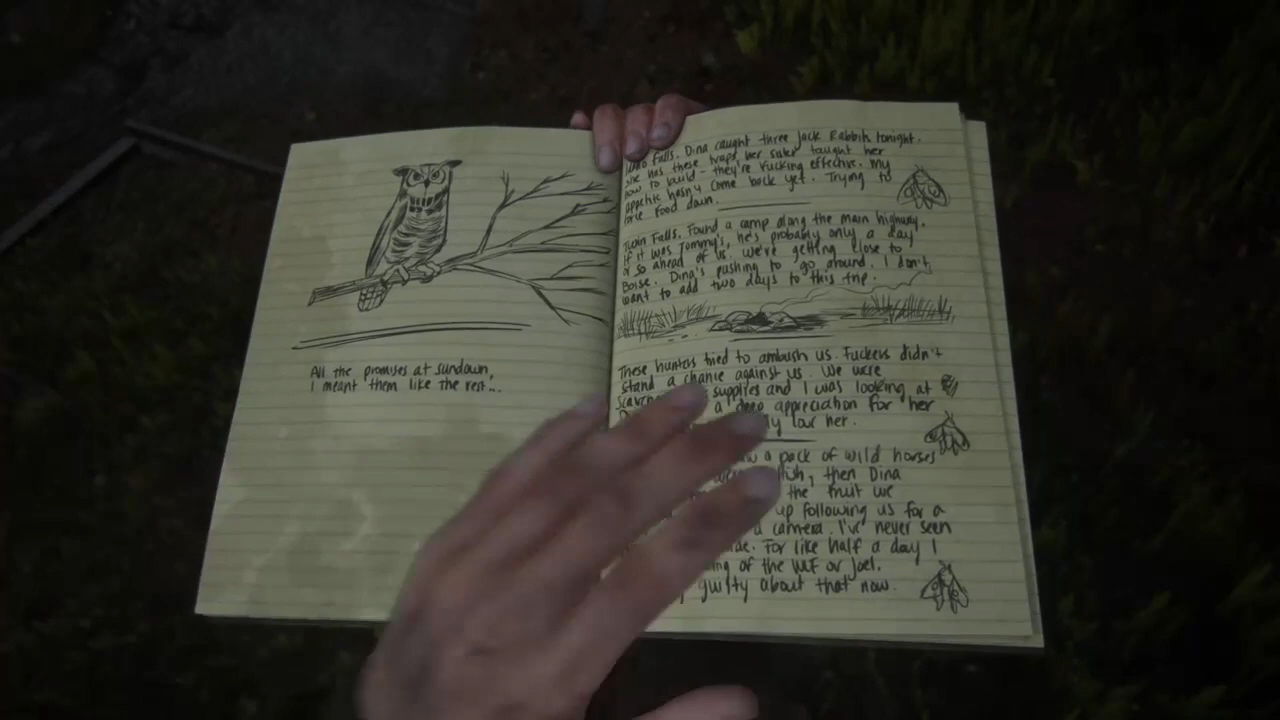 All the promises at sundown,
I meant them like the rest...
Falls. Dina caught three Jack Rabbits tonight.
She has these traps her sister taught her
how to build - they're fucking effective. My
appetite hasn't come back yet. Trying to
force food down.
Twin Falls. Found a camp along the main highway.
If it was Tommy's, he's probably only a day
or so ahead of us. We're getting close to
Boise. Dina's pushing to go around. I don't
want to add two days to this trip.
These hunters tried to ambush us. Fuckers didn't
stand a chance against us. We were
supplies and I was looking at
a deep appreciation for her
her.
a pack of wild horses
then Dina
the fruit we
up following us for a
a camera. I've never seen
For like half a day I
of the WLF or Joel.
guilty about that now.